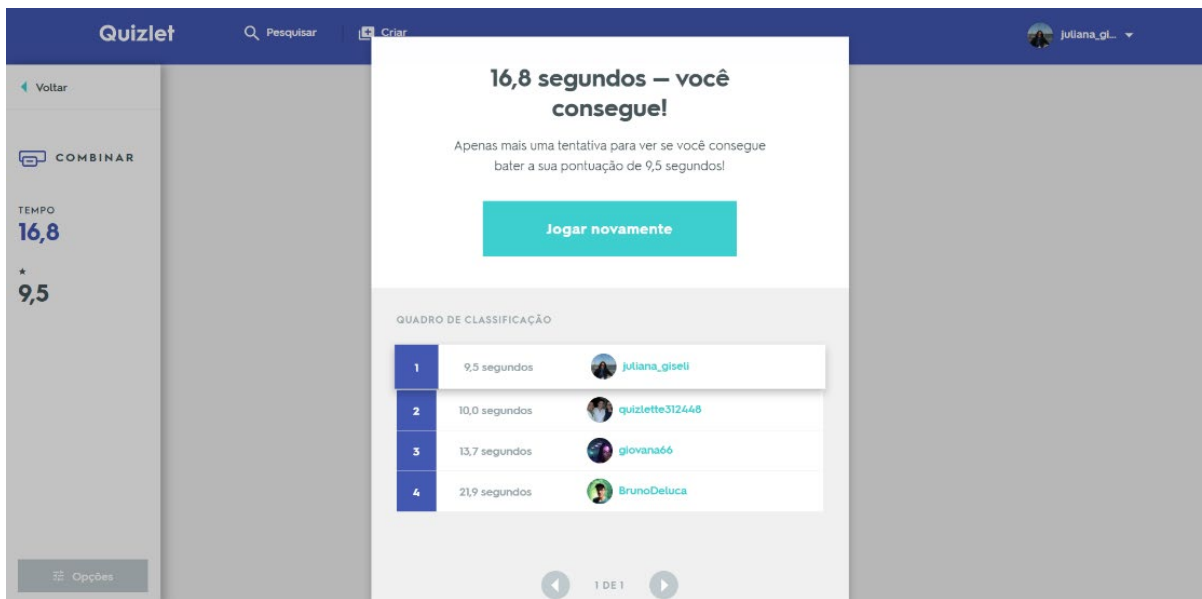 Quizlet
Pesquisar
Criar
juliana_gi...
Voltar
COMBINAR
TEMPO
16,8
9,5
Opções
16,8 segundos — você
consegue!
Apenas mais uma tentativa para ver se você consegue
bater a sua pontuação de 9,5 segundos!
Jogar novamente
QUADRO DE CLASSIFICAÇÃO
1 9,5 segundos juliana_giseli
2 10,0 segundos quizlette312448
3 13,7 segundos giovana66
4 21,9 segundos BrunoDeluca
1 DE 1